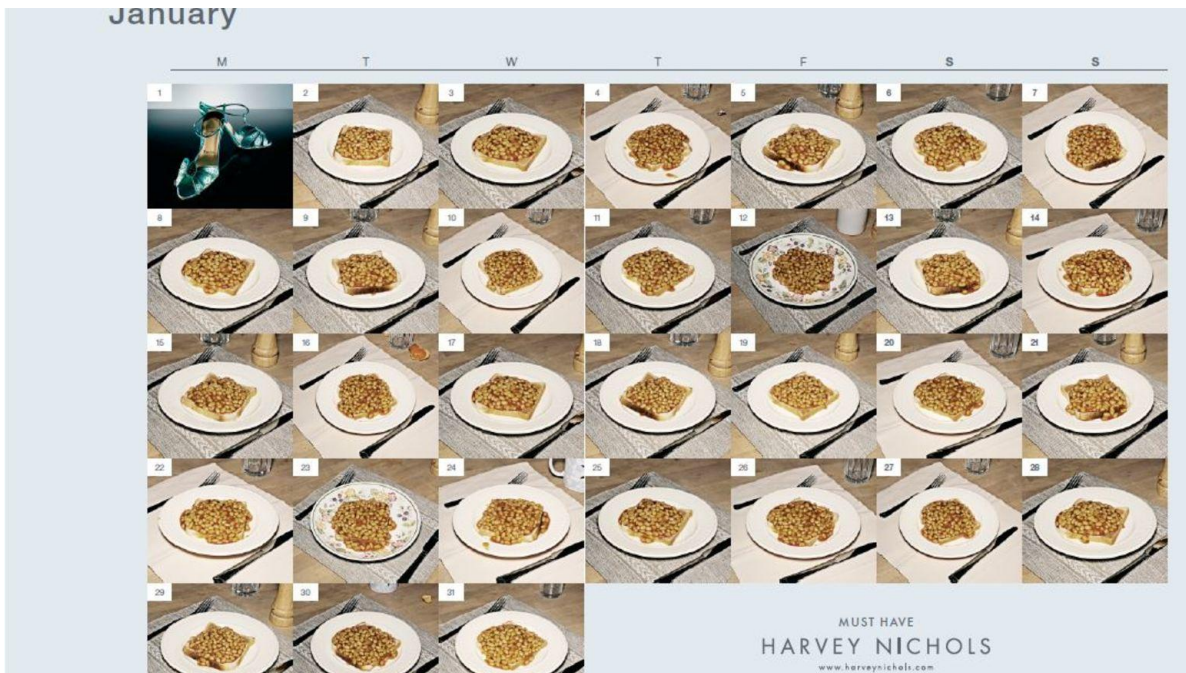 January
M T W T F S S
1 2 3 4 5 6 7
8 9 10 11 12 13 14
15 16 17 18 19 20 21
22 23 24 25 26 27 28
29 30 31
MUST HAVE
HARVEY NICHOLS
www.harveynichols.com